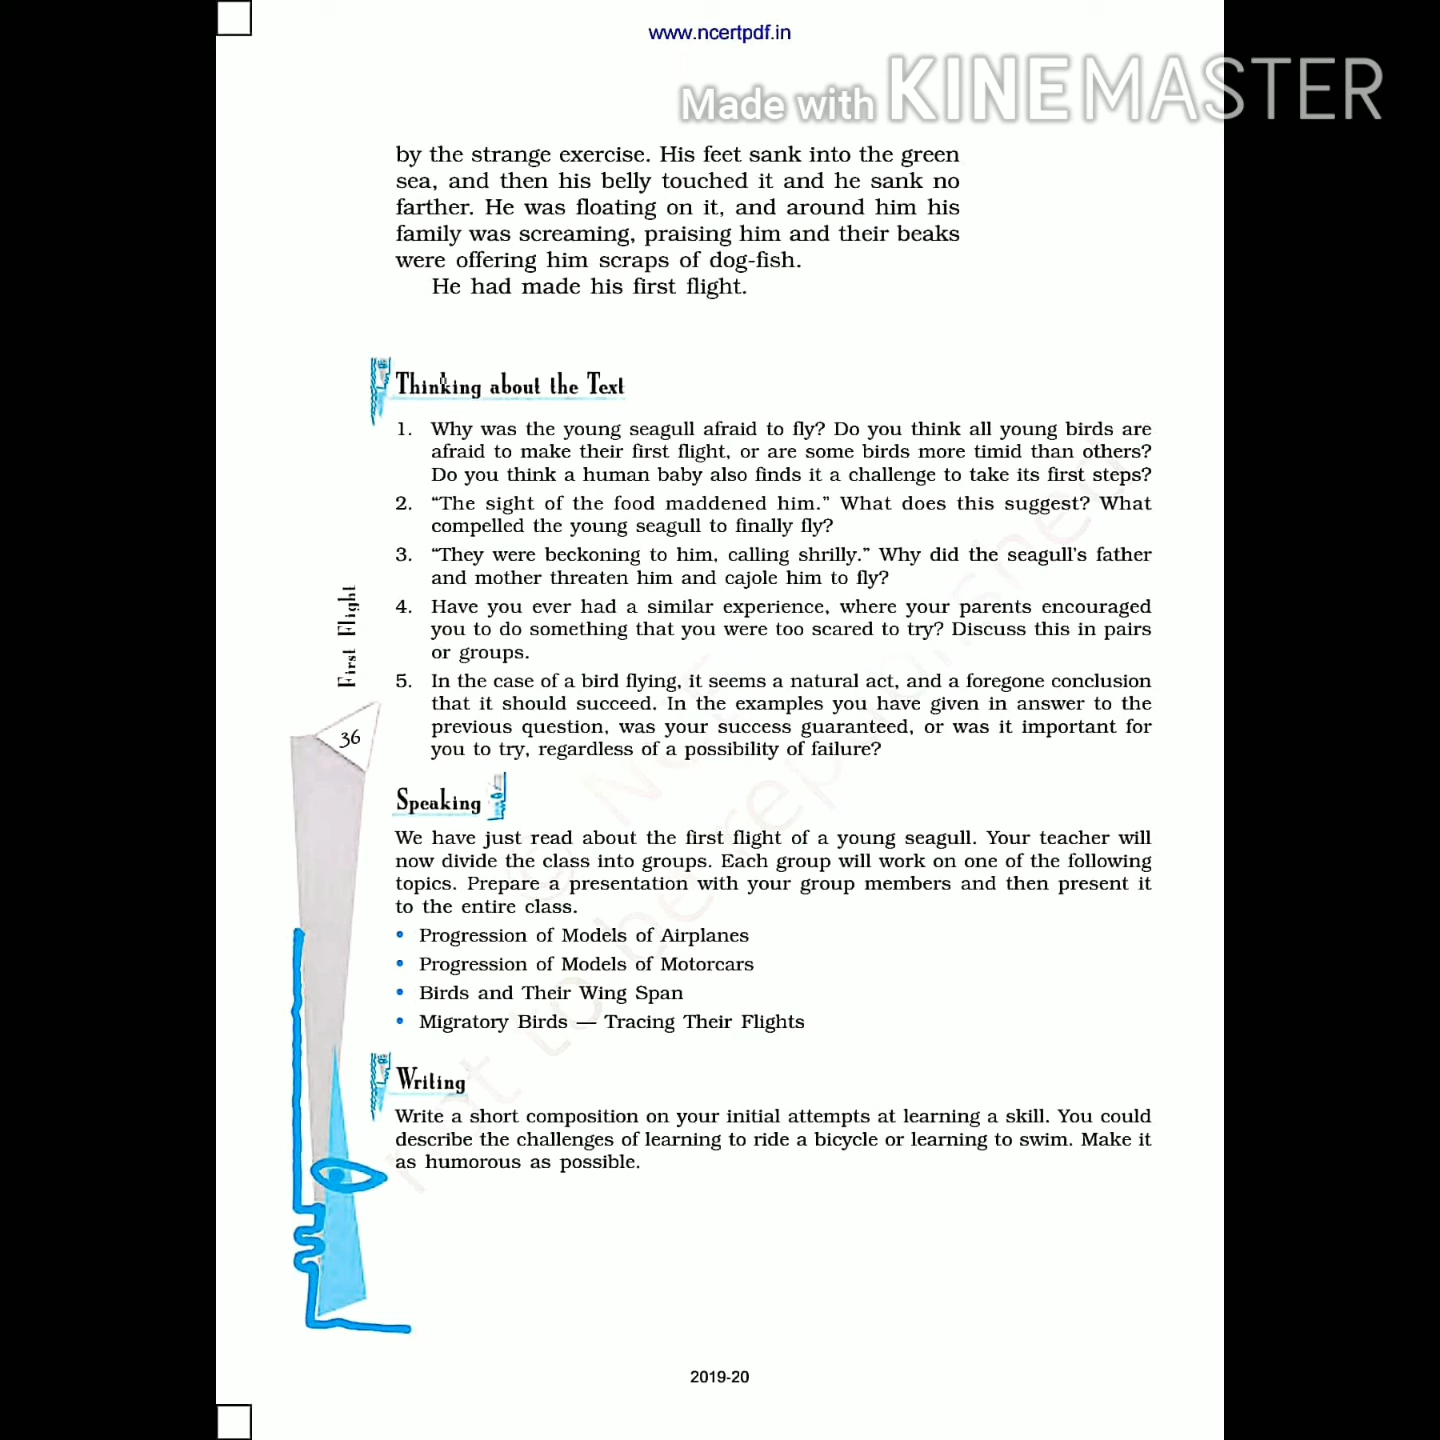 www.ncertpdf.in
Made with KINEMASTER
by the strange exercise. His feet sank into the green
sea, and then his belly touched it and he sank no
farther. He was floating on it, and around him his
family was screaming, praising him and their beaks
were offering him scraps of dog-fish.
He had made his first flight.
Thinking about the Text
1. Why was the young seagull afraid to fly? Do you think all young birds are
afraid to make their first flight, or are some birds more timid than others?
Do you think a human baby also finds it a challenge to take its first steps?
2. “The sight of the food maddened him.” What does this suggest? What
compelled the young seagull to finally fly?
3. “They were beckoning to him, calling shrilly.” Why did the seagull's father
and mother threaten him and cajole him to fly?
4. Have you ever had a similar experience, where your parents encouraged
you to do something that you were too scared to try? Discuss this in pairs
or groups.
5. In the case of a bird flying, it seems a natural act, and a foregone conclusion
that it should succeed. In the examples you have given in answer to the
previous question, was your success guaranteed, or was it important for
you to try, regardless of a possibility of failure?
First Flight
36
Speaking
We have just read about the first flight of a young seagull. Your teacher will
now divide the class into groups. Each group will work on one of the following
topics. Prepare a presentation with your group members and then present it
to the entire class.
• Progression of Models of Airplanes
• Progression of Models of Motorcars
• Birds and Their Wing Span
• Migratory Birds — Tracing Their Flights
Writing
Write a short composition on your initial attempts at learning a skill. You could
describe the challenges of learning to ride a bicycle or learning to swim. Make it
as humorous as possible.
not to be republished
2019-20